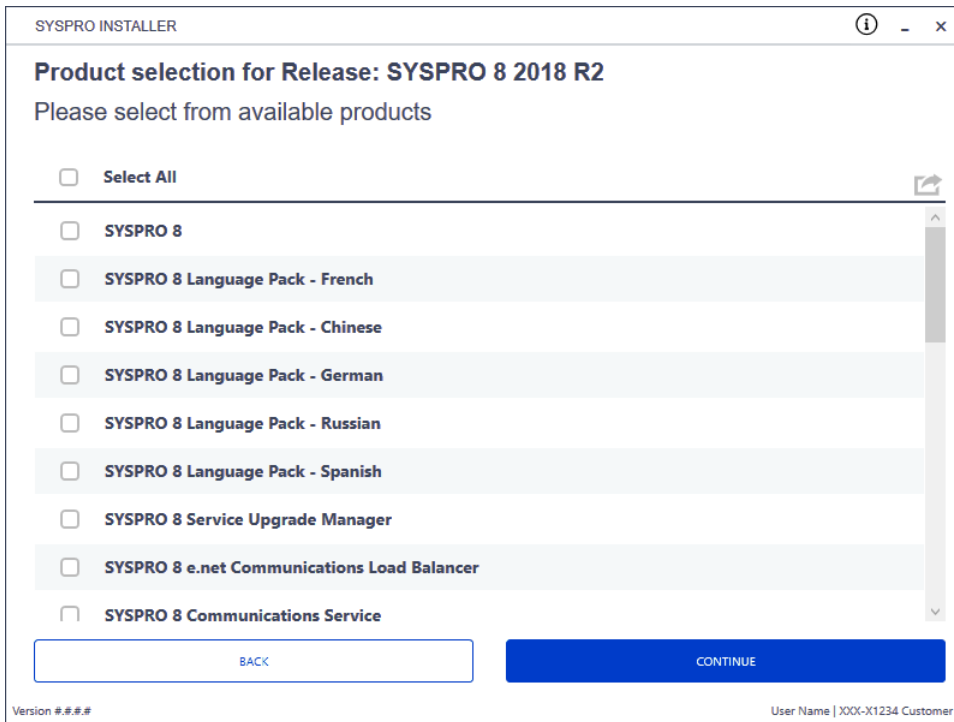 SYSPRO INSTALLER
Product selection for Release: SYSPRO 8 2018 R2
Please select from available products
Select All
SYSPRO 8
SYSPRO 8 Language Pack - French
SYSPRO 8 Language Pack - Chinese
SYSPRO 8 Language Pack - German
SYSPRO 8 Language Pack - Russian
SYSPRO 8 Language Pack - Spanish
SYSPRO 8 Service Upgrade Manager
SYSPRO 8 e.net Communications Load Balancer
SYSPRO 8 Communications Service
BACK
CONTINUE
Version #.#.#.#
User Name | XXX-X1234 Customer